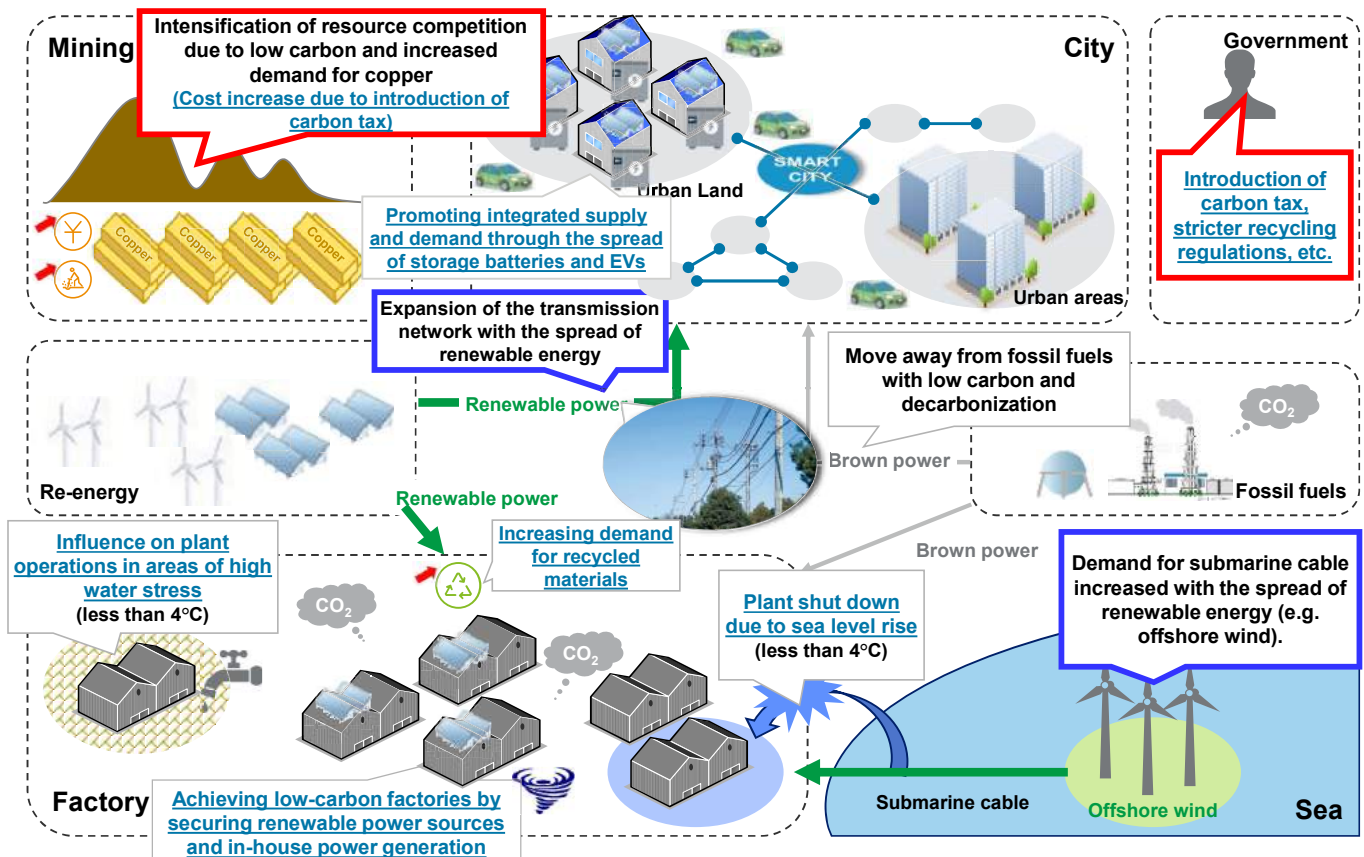 Mining
Intensification of resource competition
due to low carbon and increased
demand for copper
(Cost increase due to introduction of
carbon tax)
Copper
Copper
Copper
Copper
City
SMART
CITY
Urban Land
Promoting integrated supply
and demand through the spread
of storage batteries and EVs
Urban areas
Government
Introduction of
carbon tax,
stricter recycling
regulations, etc.
Expansion of the transmission
network with the spread of
renewable energy
Move away from fossil fuels
with low carbon and
decarbonization
Renewable power
Brown power
CO2
Fossil fuels
Re-energy
Renewable power
Brown power
Influence on plant
operations in areas of high
water stress
(less than 4°C)
Increasing demand
for recycled
materials
CO2
CO2
Plant shut down
due to sea level rise
(less than 4°C)
Demand for submarine cable
increased with the spread of
renewable energy (e.g.
offshore wind).
Factory
Achieving low-carbon factories by
securing renewable power sources
and in-house power generation
Submarine cable
Offshore wind
Sea